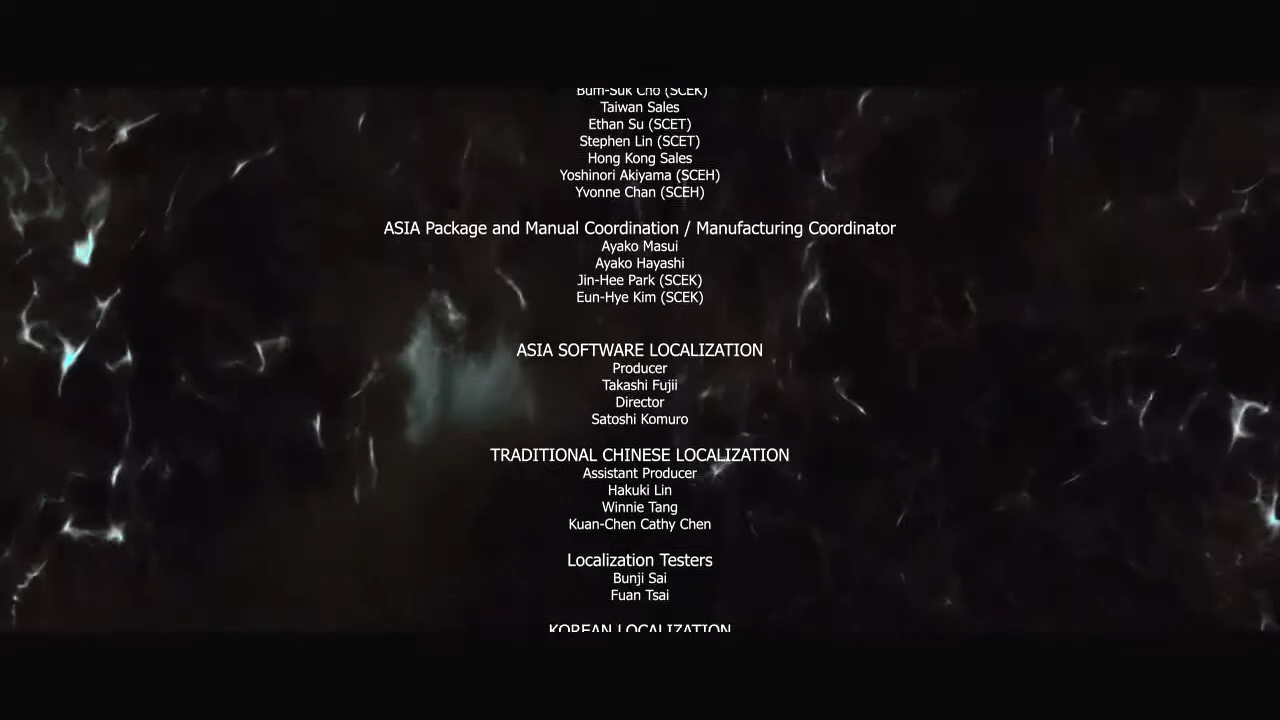 Bum-Suk Cho (SCEK)
Taiwan Sales
Ethan Su (SCET)
Stephen Lin (SCET)
Hong Kong Sales
Yoshinori Akiyama (SCEH)
Yvonne Chan (SCEH)
ASIA Package and Manual Coordination / Manufacturing Coordinator
Ayako Masui
Ayako Hayashi
Jin-Hee Park (SCEK)
Eun-Hye Kim (SCEK)
ASIA SOFTWARE LOCALIZATION
Producer
Takashi Fujii
Director
Satoshi Komuro
TRADITIONAL CHINESE LOCALIZATION
Assistant Producer
Hakuki Lin
Winnie Tang
Kuan-Chen Cathy Chen
Localization Testers
Bunji Sai
Fuan Tsai
KOREAN LOCALIZATION